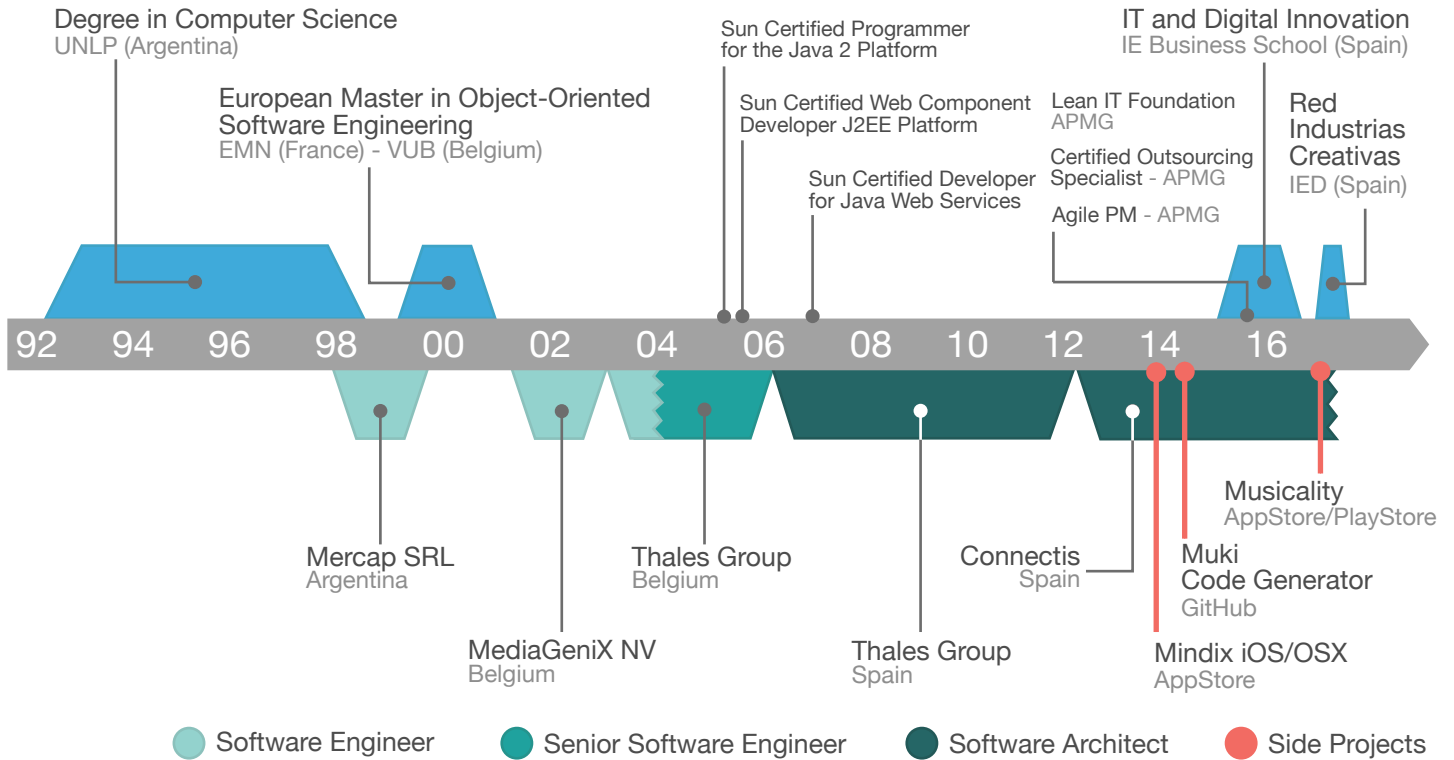 Degree in Computer Science
UNLP (Argentina)
European Master in Object-Oriented
Software Engineering
EMN (France) - VUB (Belgium)
Sun Certified Programmer
for the Java 2 Platform
Sun Certified Web Component
Developer J2EE Platform
Sun Certified Developer
for Java Web Services
IT and Digital Innovation
IE Business School (Spain)
Lean IT Foundation
APMG
Certified Outsourcing
Specialist - APMG
Agile PM - APMG
Red
Industrias
Creativas
IED (Spain)
92 94 96 98 00 02 04 06 08 10 12 14 16
Mercap SRL
Argentina
MediaGeniX NV
Belgium
Thales Group
Belgium
Thales Group
Spain
Connectis
Spain
Musicality
AppStore/PlayStore
Muki
Code Generator
GitHub
Mindix iOS/OSX
AppStore
Software Engineer
Senior Software Engineer
Software Architect
Side Projects